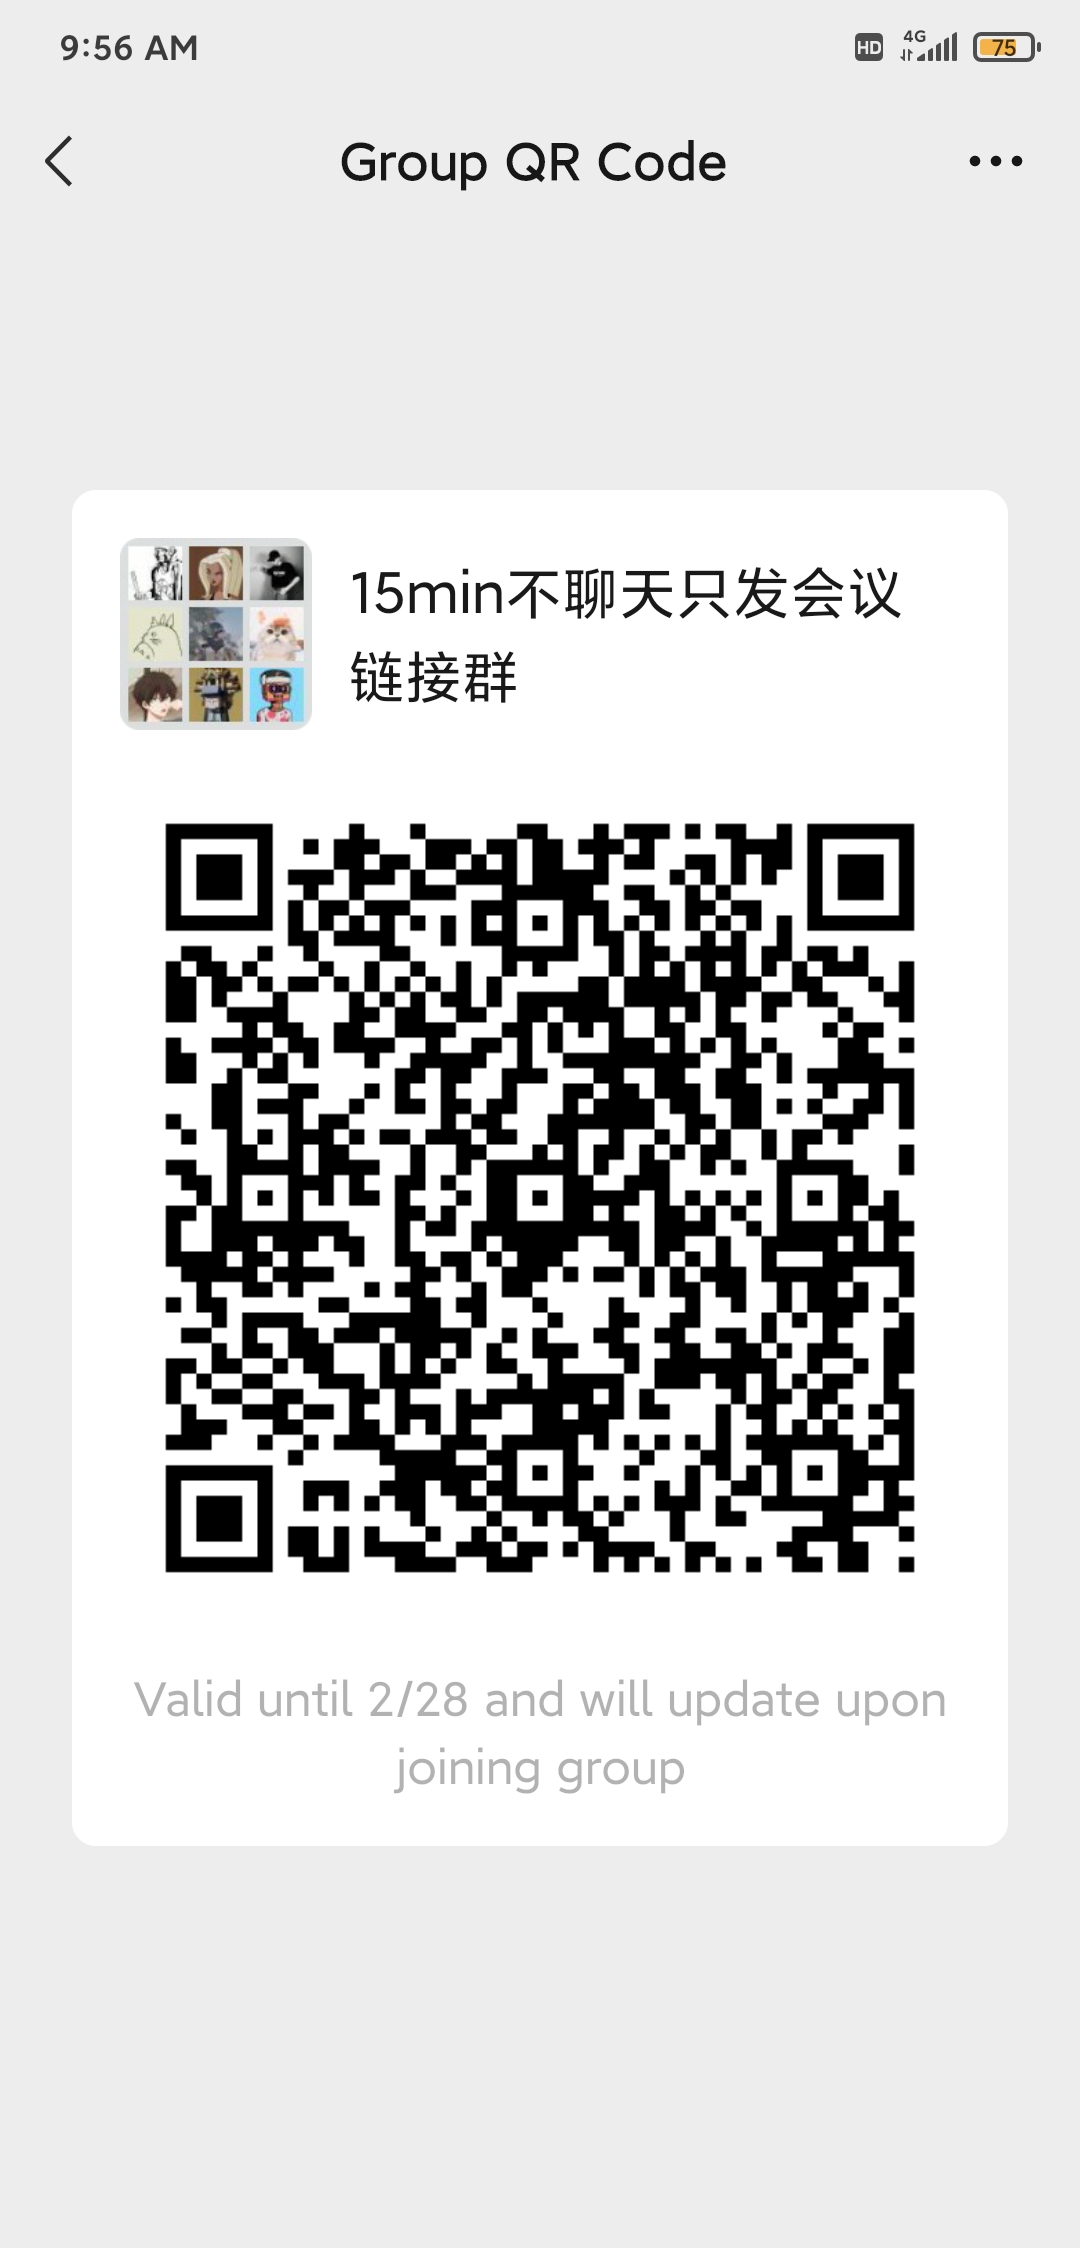 9:56 AM
HD 4G 75
Group QR Code
15min不聊天只发会议
链接群
Valid until 2/28 and will update upon
joining group